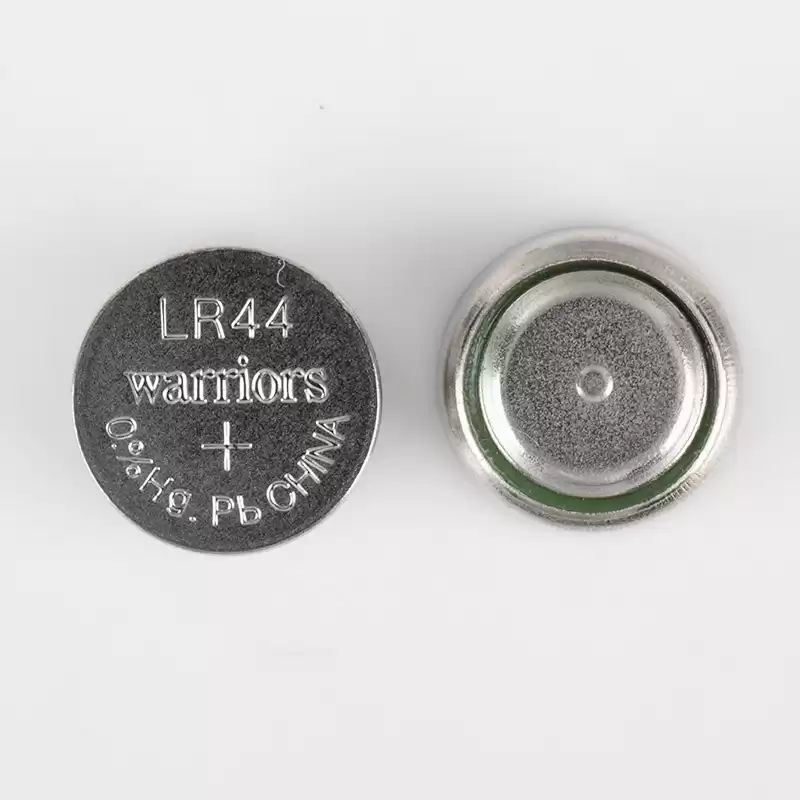 LR44
warriors
+
0%Hg. Pb CHINA